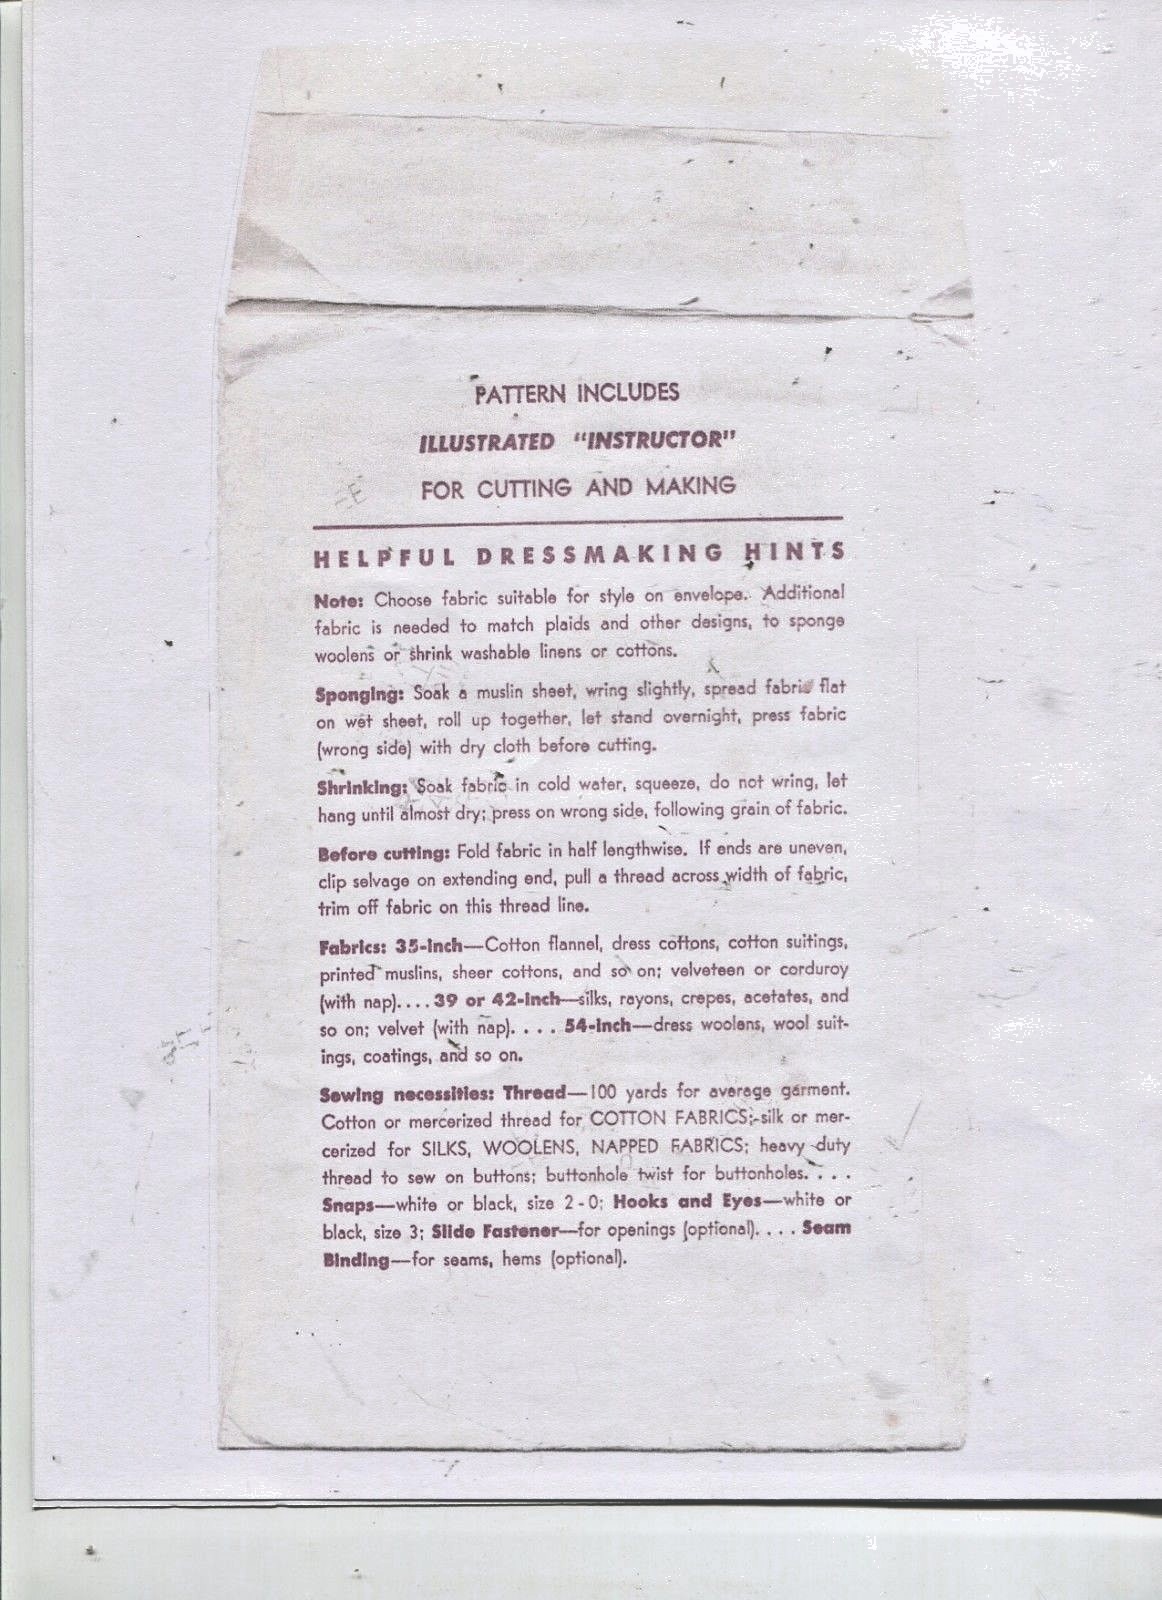 PATTERN INCLUDES
ILLUSTRATED "INSTRUCTOR"
FOR CUTTING AND MAKING
HELPFUL DRESSMAKING HINTS
Note: Choose fabric suitable for style on envelope. Additional
fabric is needed to match plaids and other designs, to sponge
woolens or shrink washable linens or cottons.
Sponging: Soak a muslin sheet, wring slightly, spread fabric flat
on wet sheet, roll up together, let stand overnight, press fabric
(wrong side) with dry cloth before cutting.
Shrinking: Soak fabric in cold water, squeeze, do not wring, let
hang until almost dry; press on wrong side, following grain of fabric.
Before cutting: Fold fabric in half lengthwise. If ends are uneven,
clip selvage on extending end, pull a thread across width of fabric,
trim off fabric on this thread line.
Fabrics: 35-inch—Cotton flannel, dress cottons, cotton suitings,
printed muslins, sheer cottons, and so on; velveteen or corduroy
(with nap). . . . 39 or 42-inch—silks, rayons, crepes, acetates, and
so on; velvet (with nap). . . . 54-inch—dress woolens, wool suit-
ings, coatings, and so on.
Sewing necessities: Thread—100 yards for average garment.
Cotton or mercerized thread for COTTON FABRICS; silk or mer-
cerized for SILKS, WOOLENS, NAPPED FABRICS; heavy duty
thread to sew on buttons; buttonhole twist for buttonholes. . . .
Snaps—white or black, size 2-0; Hooks and Eyes—white or
black, size 3; Slide Fastener—for openings (optional). . . . Seam
Binding—for seams, hems (optional).